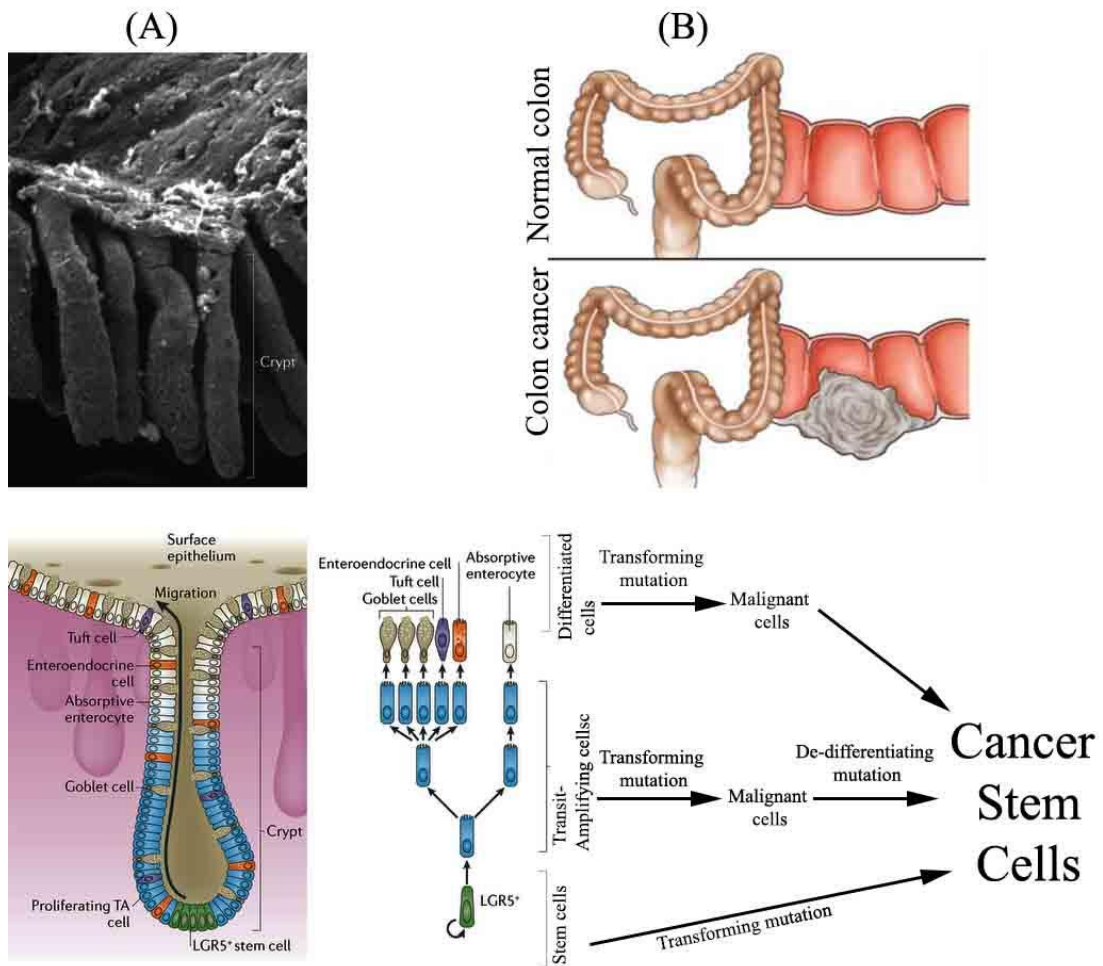 (A)
(B)
Crypt
Normal colon
Colon cancer
Surface
epithelium
Migration
Tuft cell
Enteroendocrine
cell
Absorptive
enterocyte
Goblet cell
Crypt
Proliferating TA
cell
LGR5⁺ stem cell
Enteroendocrine cell
Tuft cell
Goblet cells
Absorptive
enterocyte
LGR5⁺
Differentiated
cells
Transit-
Amplifying cellsc
Stem cells
Transforming
mutation
Malignant
cells
Transforming
mutation
Malignant
cells
De-differentiating
mutation
Transforming mutation
Cancer
Stem
Cells